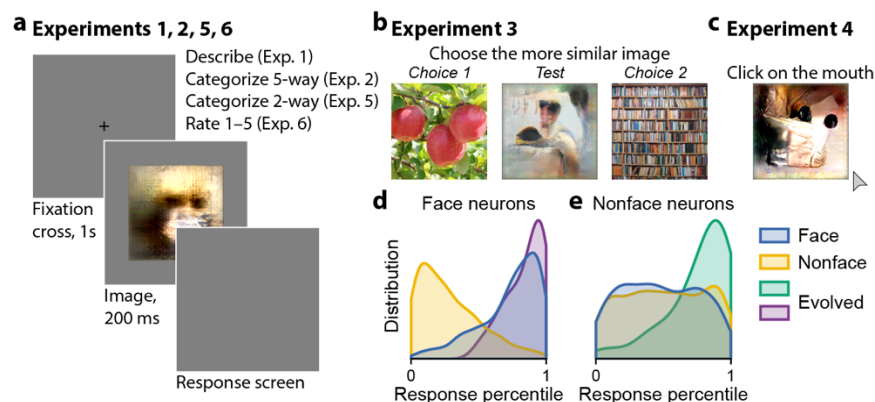 a Experiments 1, 2, 5, 6
Describe (Exp. 1)
Categorize 5-way (Exp. 2)
Categorize 2-way (Exp. 5)
Rate 1–5 (Exp. 6)
Fixation
cross, 1s
Image,
200 ms
Response screen
b Experiment 3
Choose the more similar image
Choice 1 Test Choice 2
c Experiment 4
Click on the mouth
d Face neurons
Distribution
0 1
Response percentile
e Nonface neurons
0 1
Response percentile
Face
Nonface
Evolved